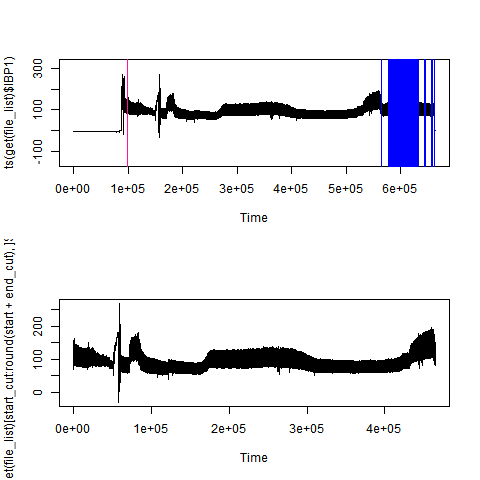 ts(get(file_list)$IBP1)
300
100
-100
0e+00 1e+05 2e+05 3e+05 4e+05 5e+05 6e+05
Time
et(file_list)[start_cut:round(start + end_cut), ]$
200
100
0
0e+00 1e+05 2e+05 3e+05 4e+05
Time